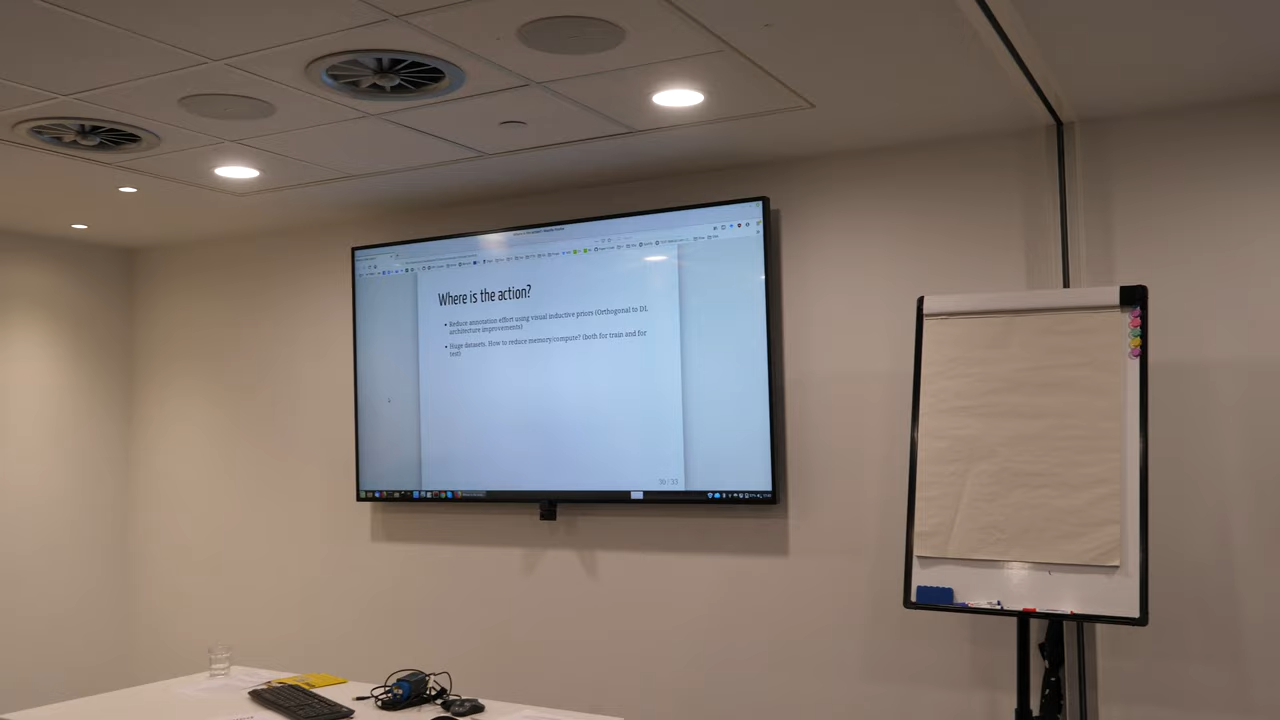 Where is the action?
• Reduce annotation effort using visual inductive priors (Orthogonal to DL
architecture improvements)
• Huge datasets. How to reduce memory/compute? (both for train and for
test)
30 / 33